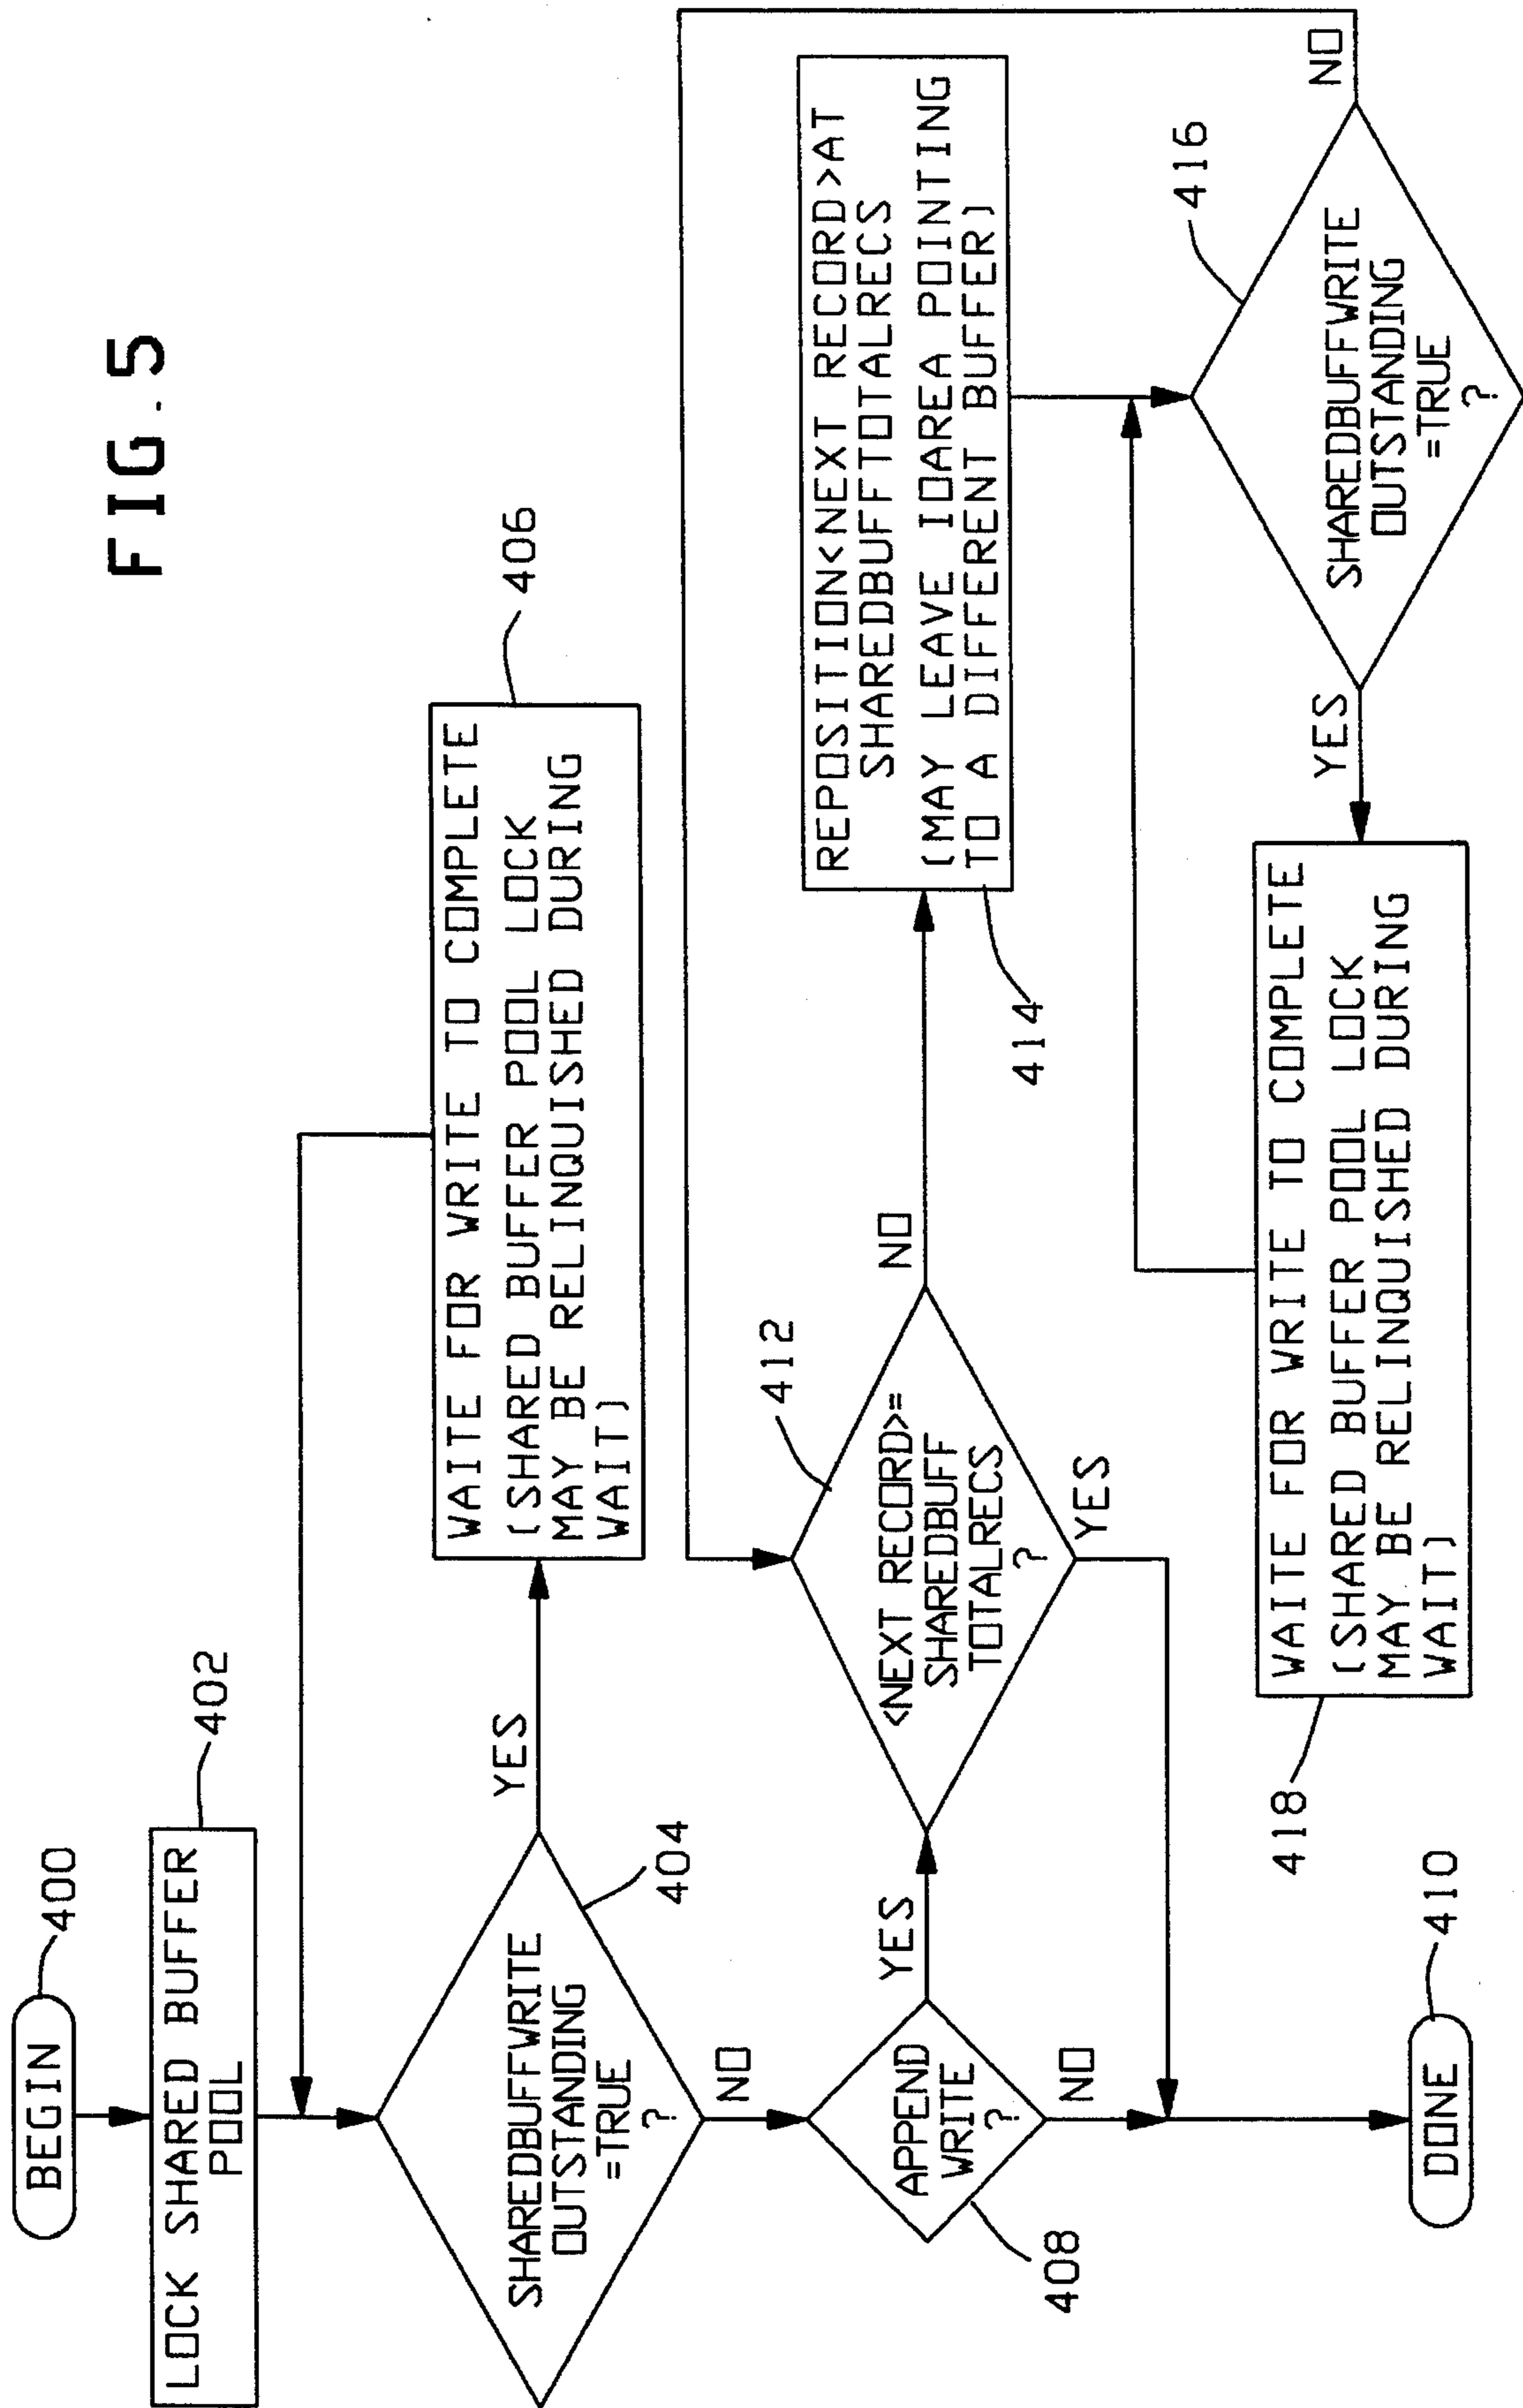 FIG.5
BEGIN
400
LOCK SHARED BUFFER
POOL
402
SHAREDBUFFWRITE
OUTSTANDING
=TRUE
?
404
YES
WAITE FOR WRITE TO COMPLETE
(SHARED BUFFER POOL LOCK
MAY BE RELINQUISHED DURING
WAIT)
406
NO
APPEND
WRITE
?
408
YES
NO
<NEXT RECORD>=
SHAREDBUFF
TOTALRECS
?
412
YES
NO
REPOSITION<NEXT RECORD>AT
SHAREDBUFFTOTALRECS
(MAY LEAVE IOAREA POINTING
TO A DIFFERENT BUFFER)
414
SHAREDBUFFWRITE
OUTSTANDING
=TRUE
?
416
NO
YES
WAITE FOR WRITE TO COMPLETE
(SHARED BUFFER POOL LOCK
MAY BE RELINQUISHED DURING
WAIT)
418
DONE
410